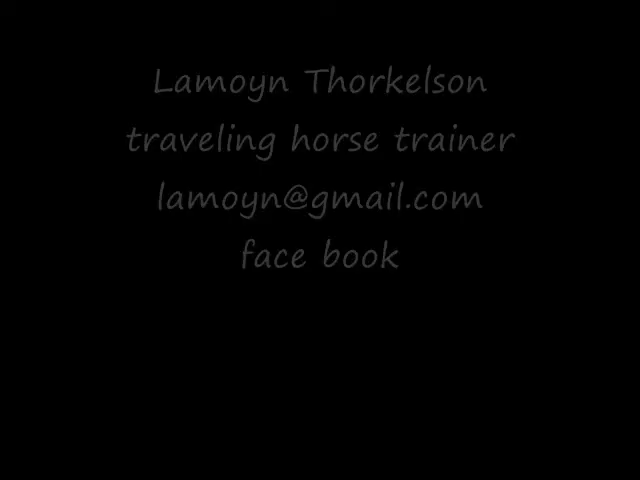 Lamoyn Thorkelson
traveling horse trainer
lamoyn@gmail.com
face book